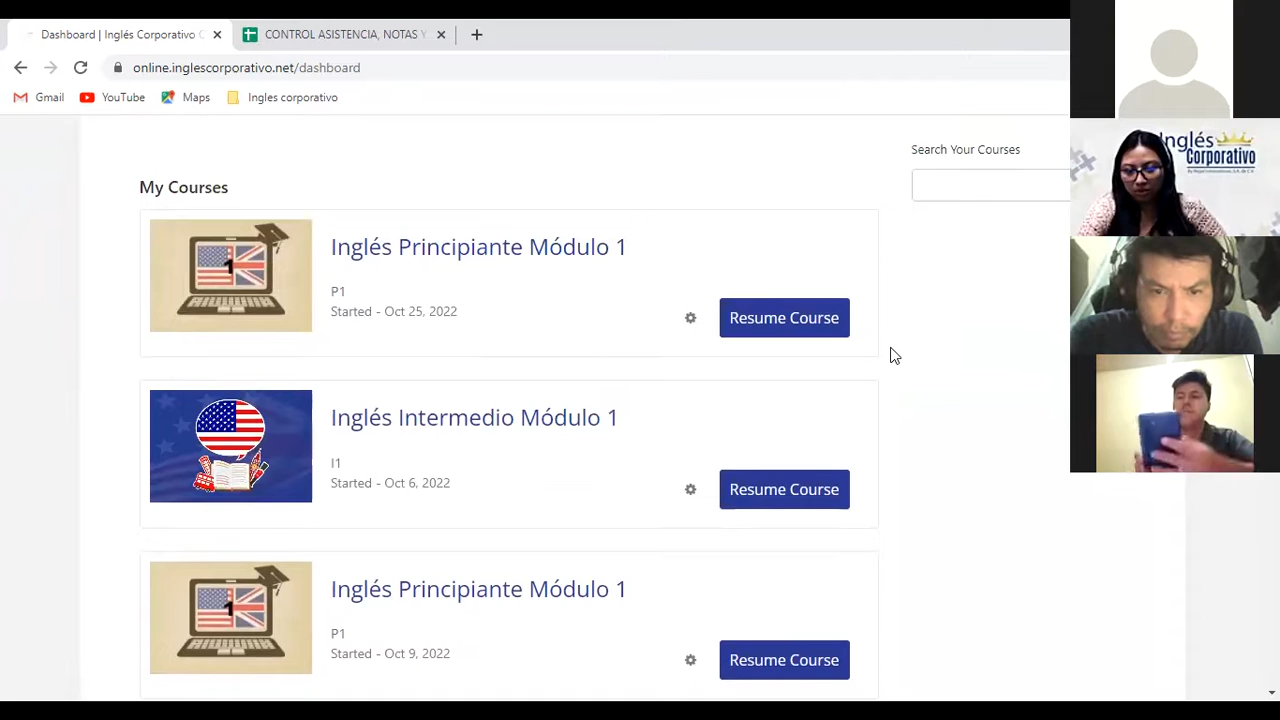 Dashboard | Inglés Corporativo C
CONTROL ASISTENCIA, NOTAS Y
online.inglescorporativo.net/dashboard
Gmail
YouTube
Maps
Ingles corporativo
Search Your Courses
My Courses
1
Inglés Principiante Módulo 1
P1
Started - Oct 25, 2022
Resume Course
Inglés Intermedio Módulo 1
I1
Started - Oct 6, 2022
Resume Course
1
Inglés Principiante Módulo 1
P1
Started - Oct 9, 2022
Resume Course
Inglés
Corporativo